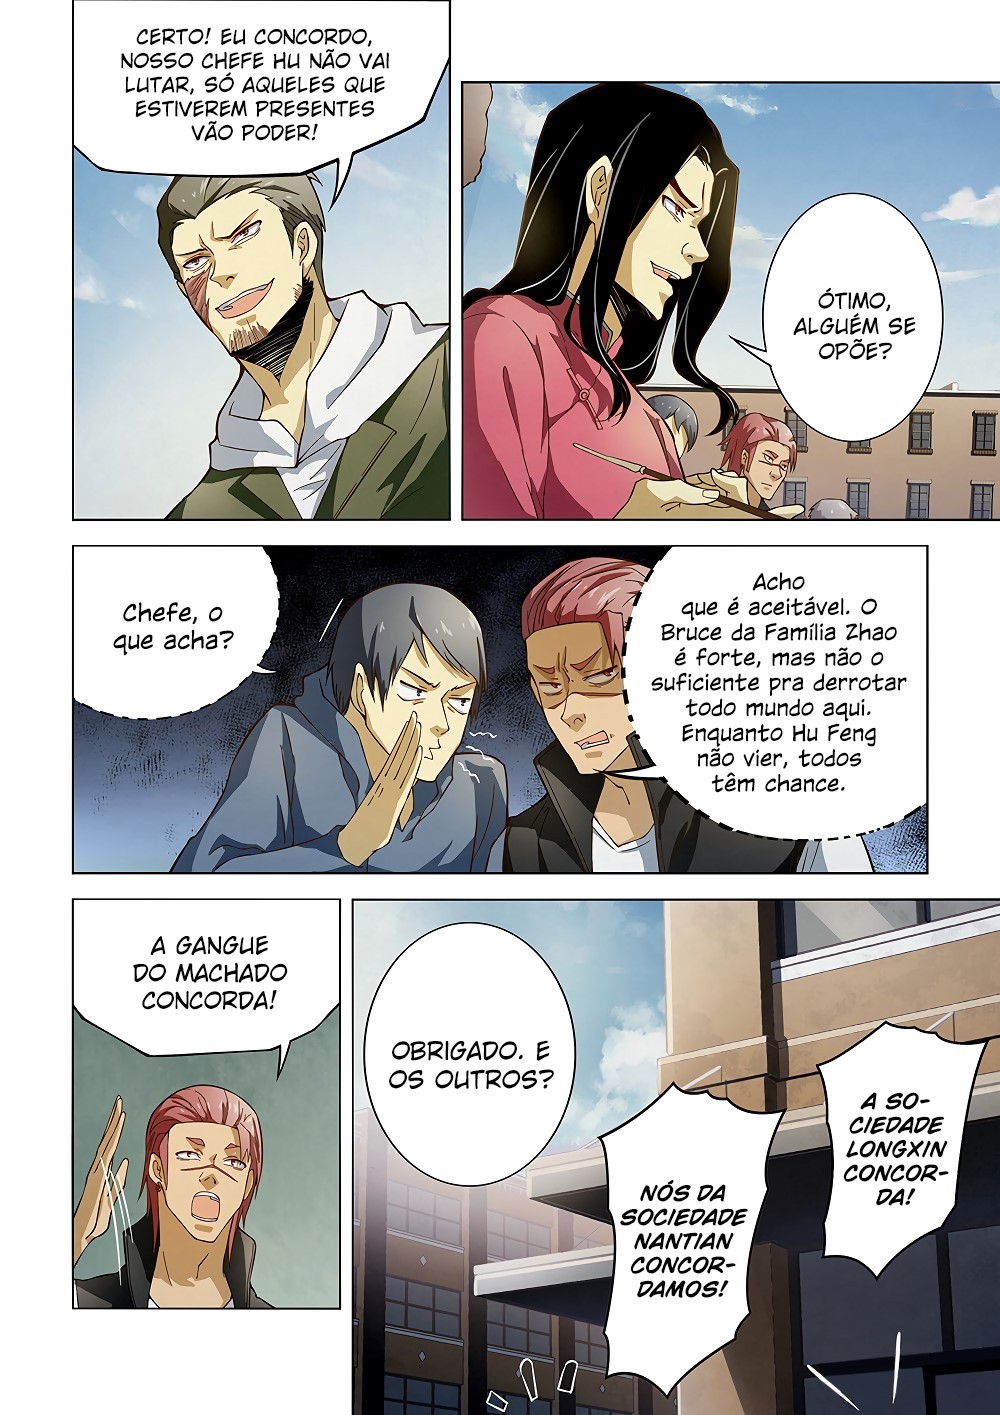 CERTO! EU CONCORDO,
NOSSO CHEFE HU NÃO VAI
LUTAR, SÓ AQUELES QUE
ESTIVEREM PRESENTES
VÃO PODER!
ÓTIMO,
ALGUÉM SE
OPÕE?
Chefe, o
que acha?
Acho
que é aceitável. O
Bruce da Família Zhao
é forte, mas não o
suficiente pra derrotar
todo mundo aqui.
Enquanto Hu Feng
não vier, todos
têm chance.
A GANGUE
DO MACHADO
CONCORDA!
OBRIGADO. E
OS OUTROS?
A SO-
CIEDADE
LONGXIN
CONCOR-
DA!
NÓS DA
SOCIEDADE
NANTIAN
CONCOR-
DAMOS!